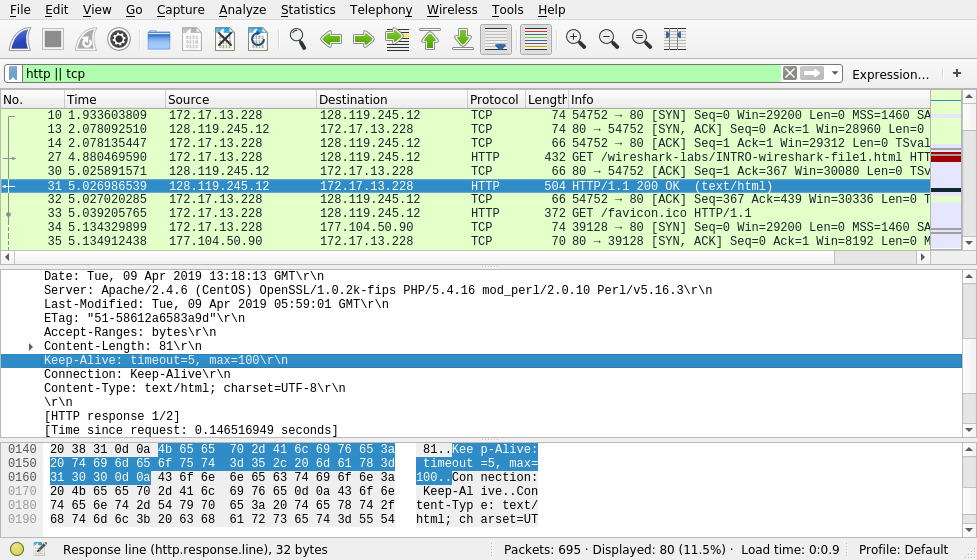 File Edit View Go Capture Analyze Statistics Telephony Wireless Tools Help
http || tcp Expression… +
No. Time Source Destination Protocol Length Info
10 1.933603809 172.17.13.228 128.119.245.12 TCP 74 54752 → 80 [SYN] Seq=0 Win=29200 Len=0 MSS=1460 SA
13 2.078092510 128.119.245.12 172.17.13.228 TCP 74 80 → 54752 [SYN, ACK] Seq=0 Ack=1 Win=28960 Len=0
14 2.078135447 172.17.13.228 128.119.245.12 TCP 66 54752 → 80 [ACK] Seq=1 Ack=1 Win=29312 Len=0 TSval
27 4.880469590 172.17.13.228 128.119.245.12 HTTP 432 GET /wireshark-labs/INTRO-wireshark-file1.html HTT
30 5.025891571 128.119.245.12 172.17.13.228 TCP 66 80 → 54752 [ACK] Seq=1 Ack=367 Win=30080 Len=0 TSv
31 5.026986539 128.119.245.12 172.17.13.228 HTTP 504 HTTP/1.1 200 OK (text/html)
32 5.027020285 172.17.13.228 128.119.245.12 TCP 66 54752 → 80 [ACK] Seq=367 Ack=439 Win=30336 Len=0 T
33 5.039205765 172.17.13.228 128.119.245.12 HTTP 372 GET /favicon.ico HTTP/1.1
34 5.134329899 172.17.13.228 177.104.50.90 TCP 74 39128 → 80 [SYN] Seq=0 Win=29200 Len=0 MSS=1460 SA
35 5.134912438 177.104.50.90 172.17.13.228 TCP 70 80 → 39128 [SYN, ACK] Seq=0 Ack=1 Win=8192 Len=0 M
Date: Tue, 09 Apr 2019 13:18:13 GMT\r\n
Server: Apache/2.4.6 (CentOS) OpenSSL/1.0.2k-fips PHP/5.4.16 mod_perl/2.0.10 Perl/v5.16.3\r\n
Last-Modified: Tue, 09 Apr 2019 05:59:01 GMT\r\n
ETag: "51-58612a6583a9d"\r\n
Accept-Ranges: bytes\r\n
Content-Length: 81\r\n
Keep-Alive: timeout=5, max=100\r\n
Connection: Keep-Alive\r\n
Content-Type: text/html; charset=UTF-8\r\n
\r\n
[HTTP response 1/2]
[Time since request: 0.146516949 seconds]
0140 20 38 31 0d 0a 4b 65 65 70 2d 41 6c 69 76 65 3a 81..Kee p-Alive:
0150 20 74 69 6d 65 6f 75 74 3d 35 2c 20 6d 61 78 3d timeout =5, max=
0160 31 30 30 0d 0a 43 6f 6e 6e 65 63 74 69 6f 6e 3a 100..Con nection:
0170 20 4b 65 65 70 2d 41 6c 69 76 65 0d 0a 43 6f 6e Keep-Al ive..Con
0180 74 65 6e 74 2d 54 79 70 65 3a 20 74 65 78 74 2f tent-Typ e: text/
0190 68 74 6d 6c 3b 20 63 68 61 72 73 65 74 3d 55 54 html; ch arset=UT
Response line (http.response.line), 32 bytes Packets: 695 · Displayed: 80 (11.5%) · Load time: 0:0.9 Profile: Default